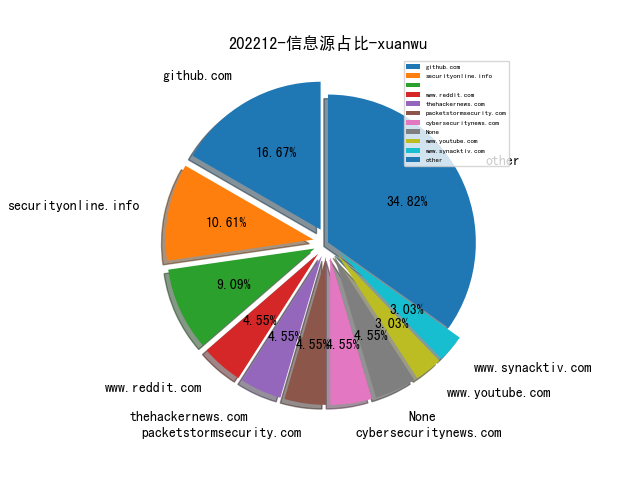 202212-信息源占比-xuanwu
github.com
securityonline.info
www.reddit.com
thehackernews.com
packetstormsecurity.com
cybersecuritynews.com
None
www.youtube.com
www.synacktiv.com
other
github.com
other
16.67%
34.82%
securityonline.info
10.61%
9.09%
3.03%
3.03%
4.55%
4.55%
4.55%
4.55%
4.55%
www.synacktiv.com
www.reddit.com
www.youtube.com
thehackernews.com
None
packetstormsecurity.com
cybersecuritynews.com